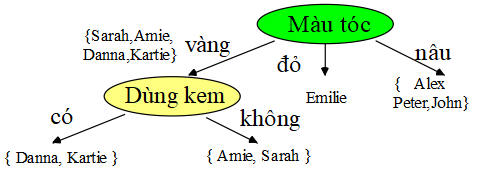 Màu tóc
{Sarah,Amie,
Danna,Kartie}
vàng
đỏ
nâu
Emilie
{ Alex
Peter,John}
Dùng kem
có
không
{ Danna, Kartie }
{ Amie, Sarah }